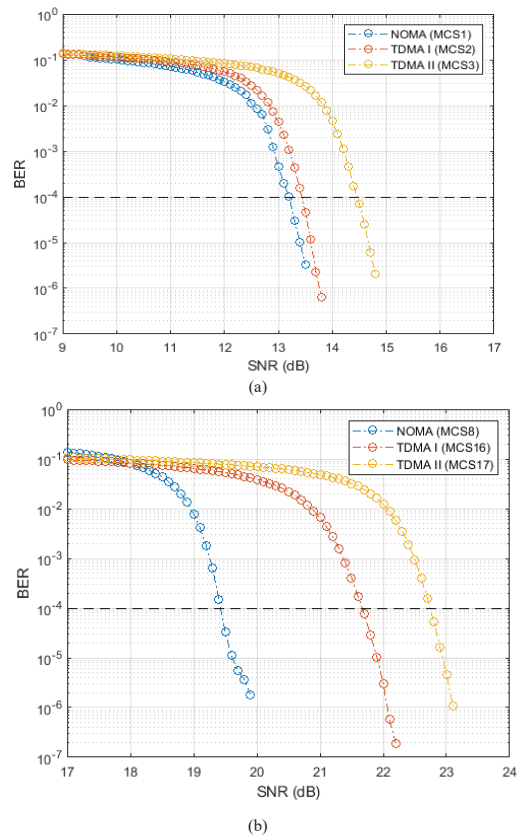 10^0
10^-1
10^-2
10^-3
10^-4
10^-5
10^-6
10^-7
BER
NOMA (MCS1)
TDMA I (MCS2)
TDMA II (MCS3)
9 10 11 12 13 14 15 16 17
SNR (dB)
(a)
10^0
10^-1
10^-2
10^-3
10^-4
10^-5
10^-6
10^-7
BER
NOMA (MCS8)
TDMA I (MCS16)
TDMA II (MCS17)
17 18 19 20 21 22 23 24
SNR (dB)
(b)